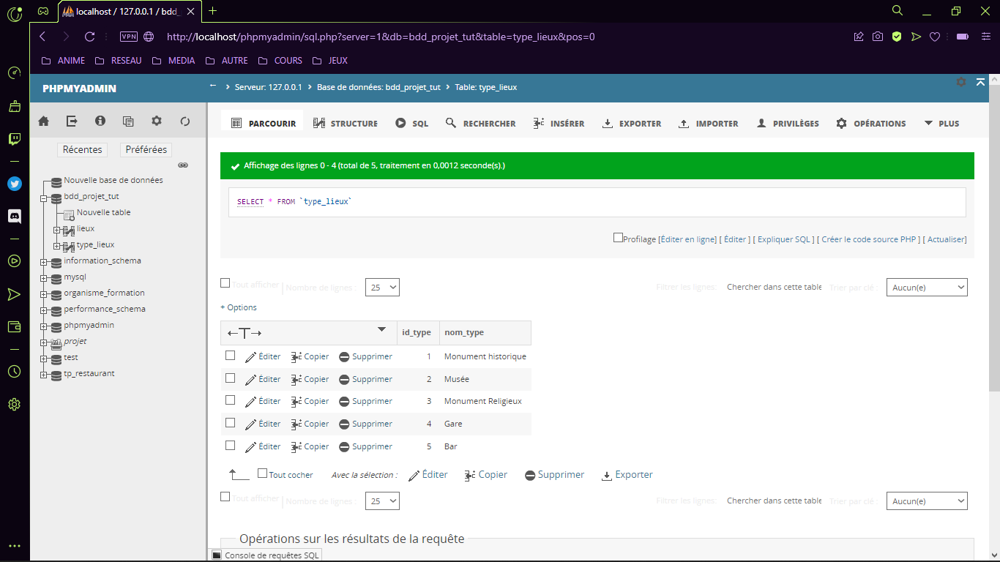 localhost / 127.0.0.1 / bdd_
VPN
http://localhost/phpmyadmin/sql.php?server=1&db=bdd_projet_tut&table=type_lieux&pos=0
ANIME RESEAU MEDIA AUTRE COURS JEUX
PHPMYADMIN
Serveur: 127.0.0.1 Base de données: bdd_projet_tut Table: type_lieux
PARCOURIR STRUCTURE SQL RECHERCHER INSÉRER EXPORTER IMPORTER PRIVILÈGES OPÉRATIONS PLUS
Récentes Préférées
Nouvelle base de données
bdd_projet_tut
Nouvelle table
lieux
type_lieux
information_schema
mysql
organisme_formation
performance_schema
phpmyadmin
projet
test
tp_restaurant
Affichage des lignes 0 - 4 (total de 5, traitement en 0,0012 seconde(s).)
SELECT * FROM `type_lieux`
Profilage [Éditer en ligne] [ Éditer ] [ Expliquer SQL ] [ Créer le code source PHP ] [ Actualiser]
Tout afficher Nombre de lignes : 25 Filtrer les lignes: Chercher dans cette table Trier par clé : Aucun(e)
+ Options
←T→ id_type nom_type
Éditer Copier Supprimer 1 Monument historique
Éditer Copier Supprimer 2 Musée
Éditer Copier Supprimer 3 Monument Religieux
Éditer Copier Supprimer 4 Gare
Éditer Copier Supprimer 5 Bar
Tout cocher Avec la sélection : Éditer Copier Supprimer Exporter
Tout afficher Nombre de lignes : 25 Filtrer les lignes: Chercher dans cette table Trier par clé : Aucun(e)
Opérations sur les résultats de la requête
Console de requêtes SQL